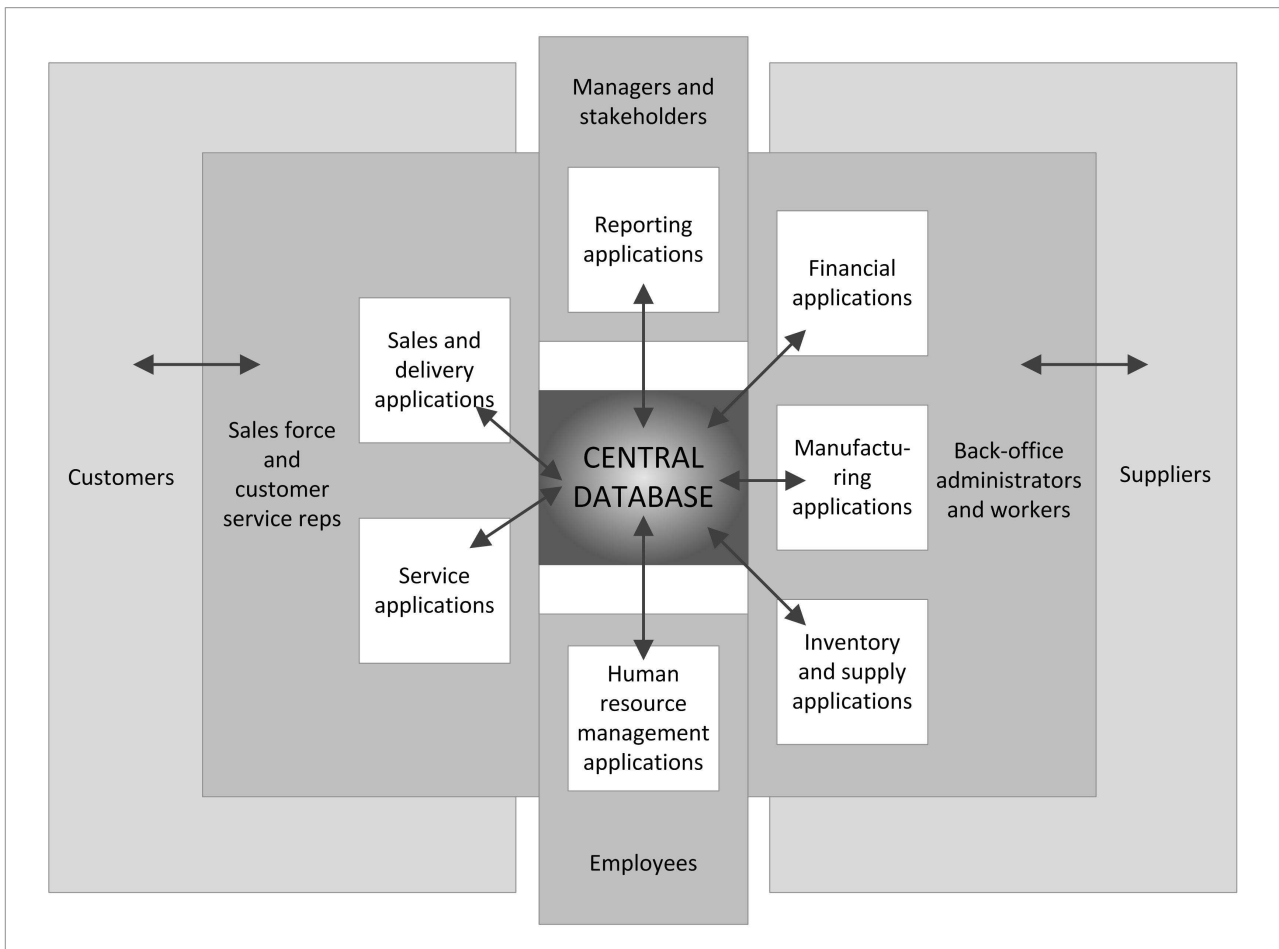 Managers and
stakeholders
Reporting
applications
Financial
applications
Sales and
delivery
applications
CENTRAL
DATABASE
Manufactu-
ring
applications
Customers
Sales force
and
customer
service reps
Back-office
administrators
and workers
Suppliers
Service
applications
Human
resource
management
applications
Inventory
and supply
applications
Employees